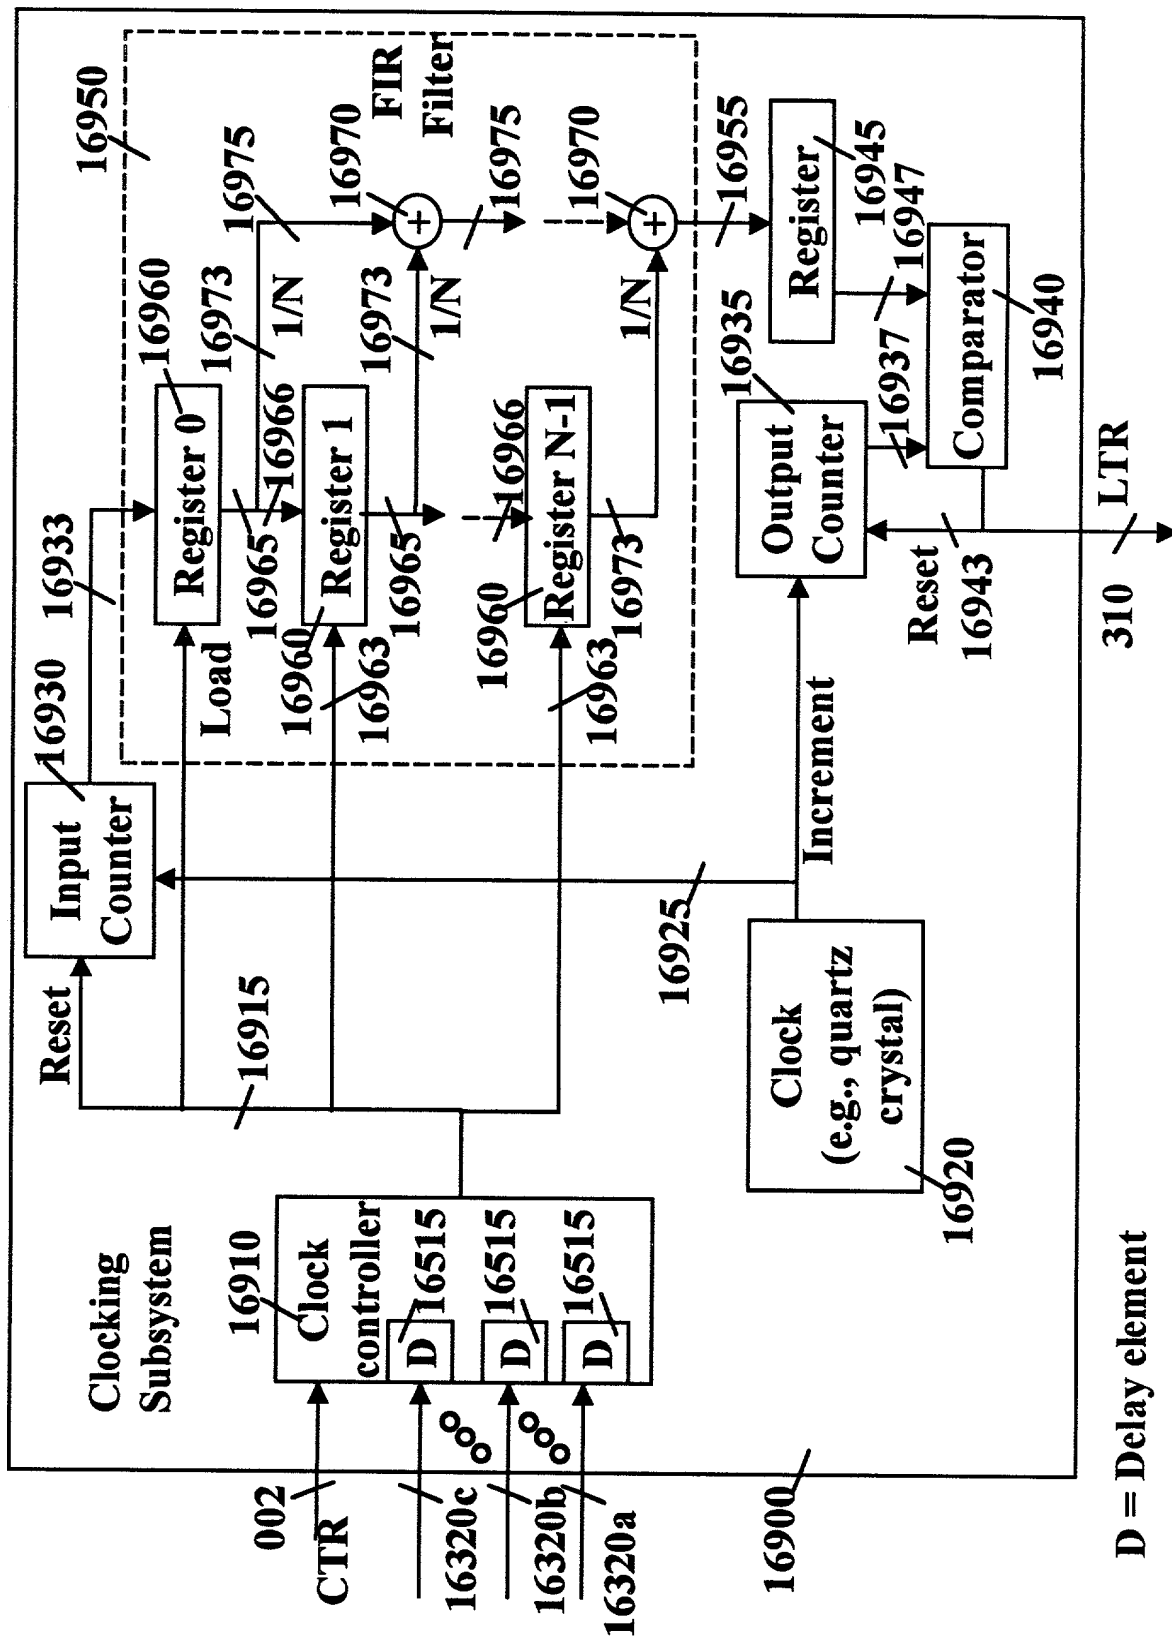 Clocking
Subsystem
002
CTR
16320c
16320b
16320a
16900
16910
Clock
controller
D
16515
D
16515
D
16515
Reset
16915
Input
Counter
16930
16933
16925
Clock
(e.g., quartz
crystal)
16920
Increment
Load
16950
FIR
Filter
Register 0
16960
16965
16966
16973
1/N
16975
16970
Register 1
16960
16963
16965
16973
1/N
16975
16966
Register N-1
16960
16963
16973
1/N
16970
16955
Register
16945
16947
Output
Counter
16935
16937
Comparator
16940
Reset
16943
310
LTR
D = Delay element
+
+